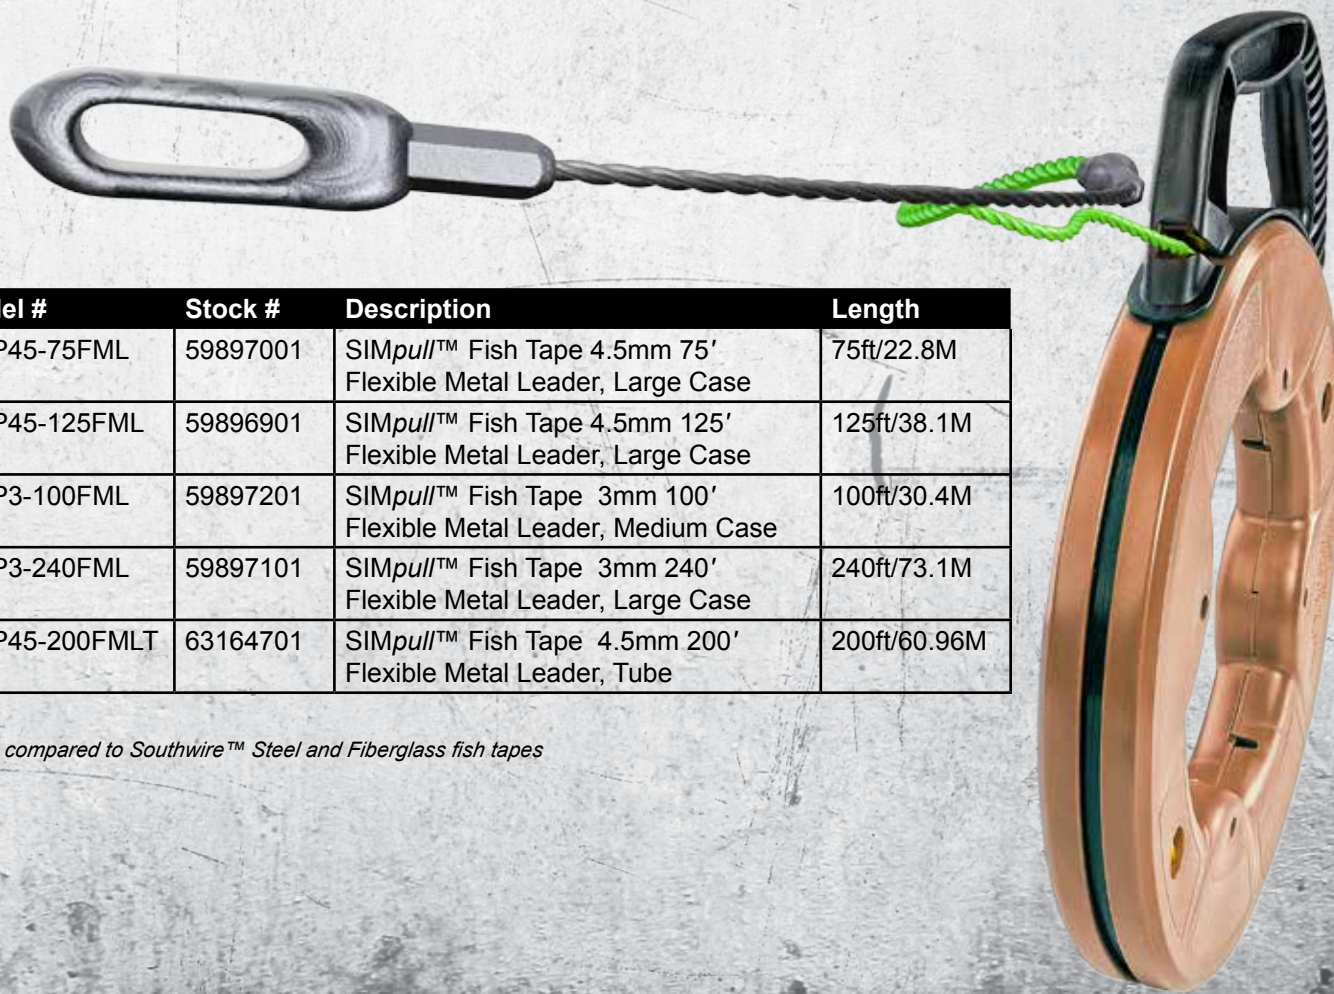 el # Stock # Description Length
P45-75FML 59897001 SIMpull™ Fish Tape 4.5mm 75′ 75ft/22.8M
Flexible Metal Leader, Large Case
P45-125FML 59896901 SIMpull™ Fish Tape 4.5mm 125′ 125ft/38.1M
Flexible Metal Leader, Large Case
P3-100FML 59897201 SIMpull™ Fish Tape 3mm 100′ 100ft/30.4M
Flexible Metal Leader, Medium Case
P3-240FML 59897101 SIMpull™ Fish Tape 3mm 240′ 240ft/73.1M
Flexible Metal Leader, Large Case
P45-200FMLT 63164701 SIMpull™ Fish Tape 4.5mm 200′ 200ft/60.96M
Flexible Metal Leader, Tube
compared to Southwire™ Steel and Fiberglass fish tapes